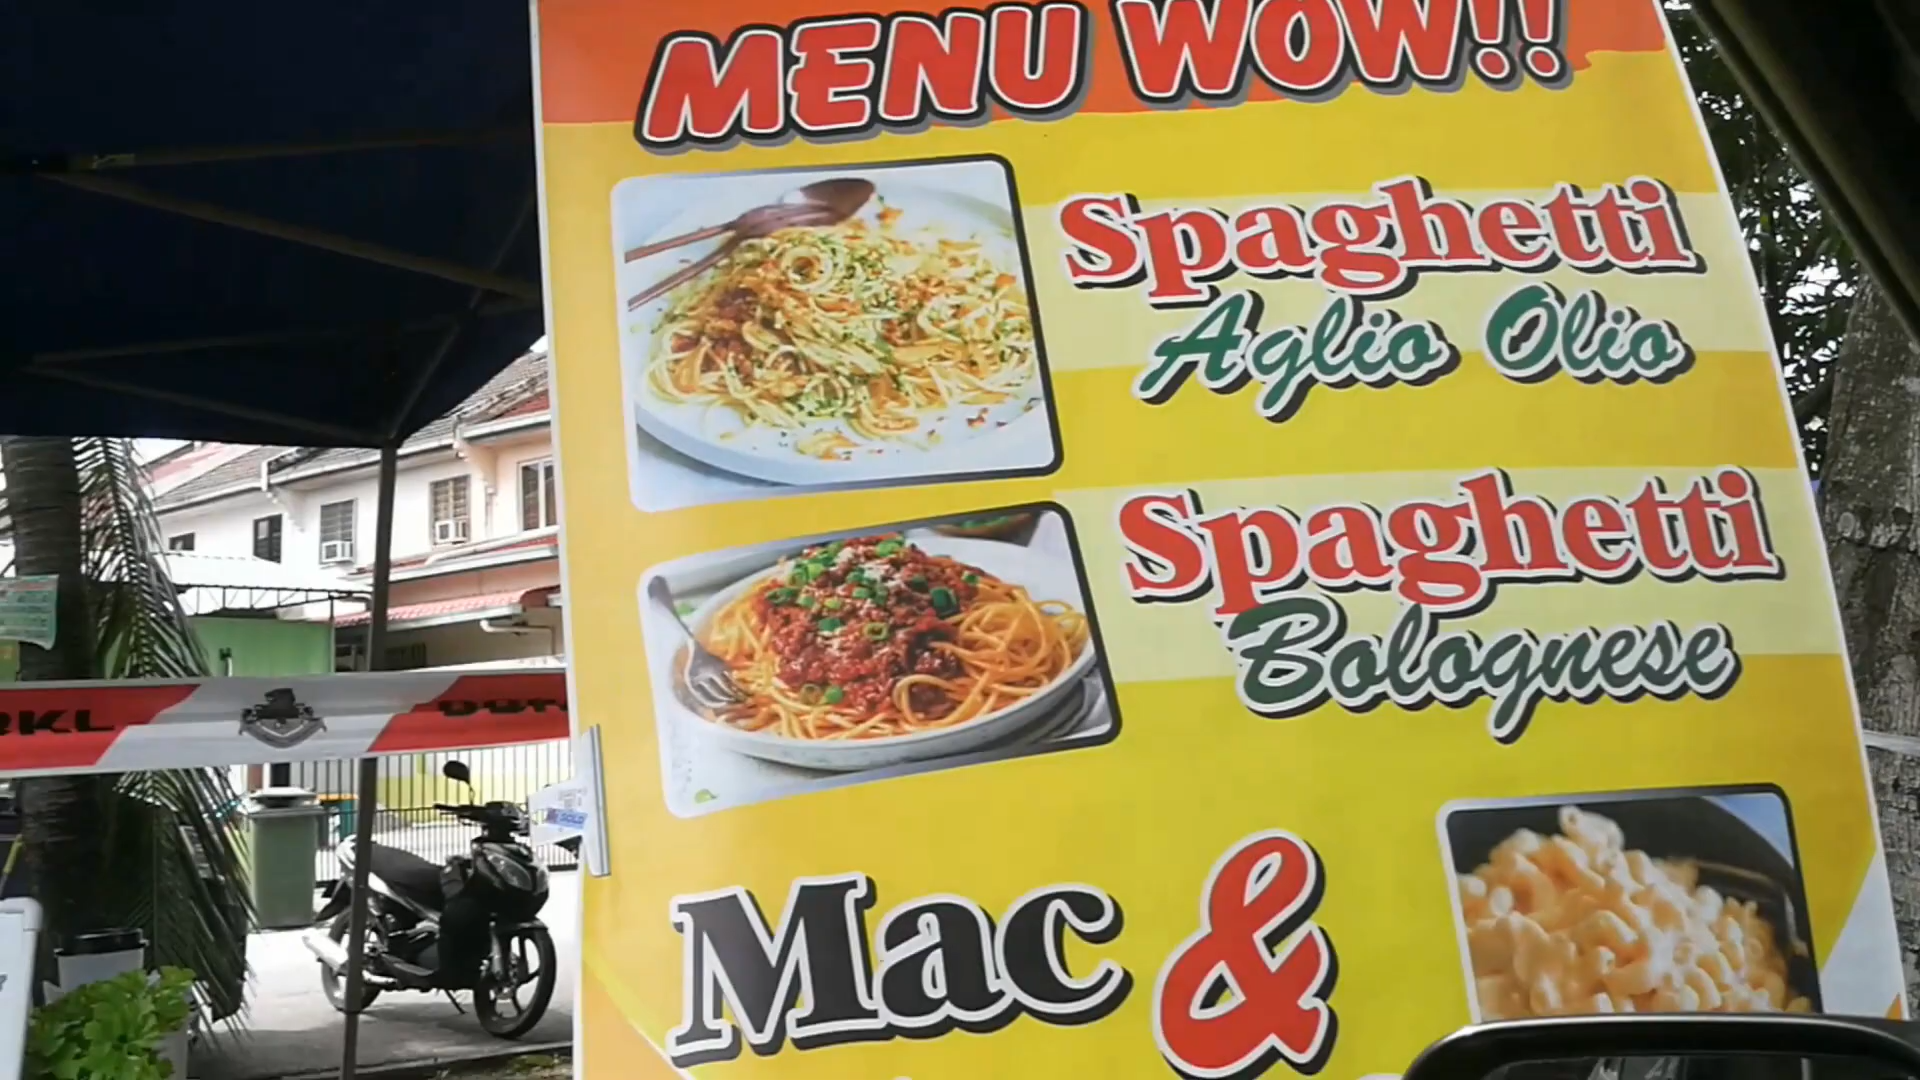 MENU WOW!!
Spaghetti
Aglio Olio
Spaghetti
Bolognese
Mac &